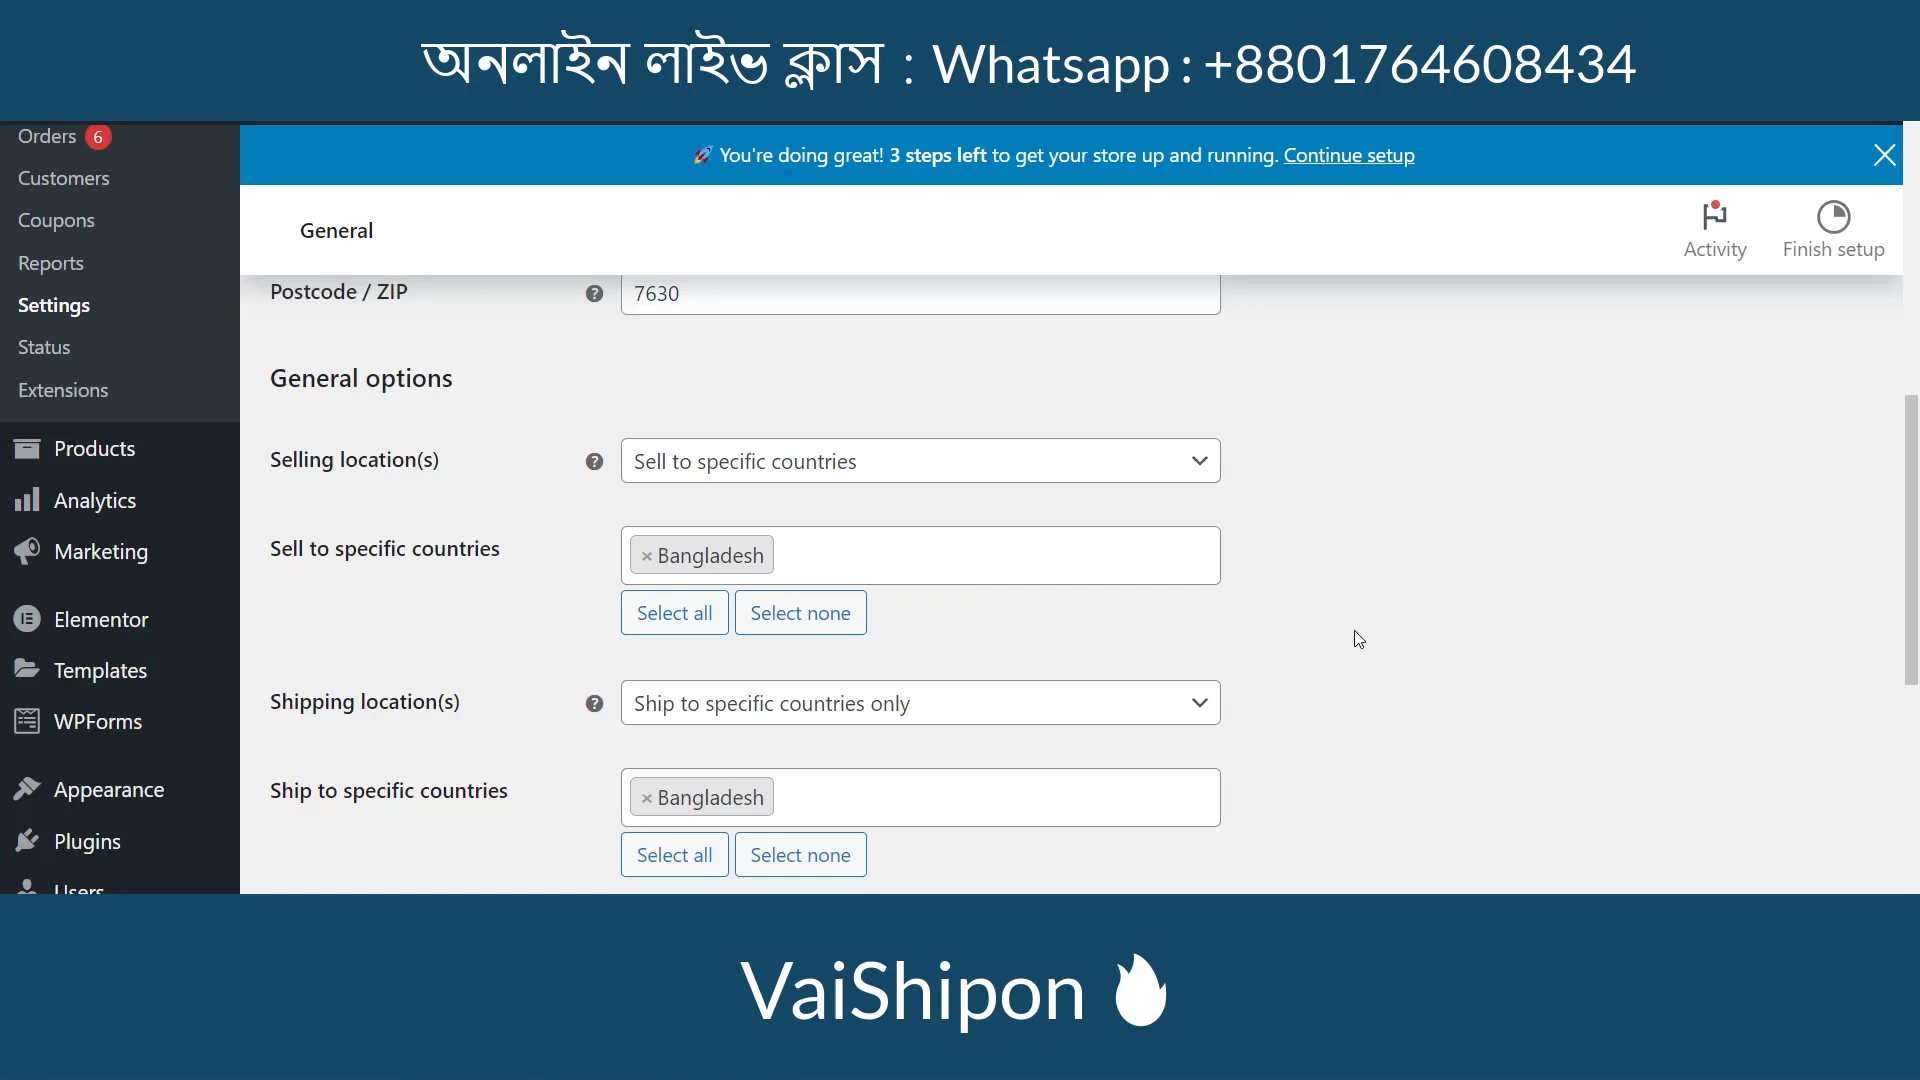 অনলাইন লাইভ ক্লাস : Whatsapp : +8801764608434
Orders 6
Customers
Coupons
Reports
Settings
Status
Extensions
Products
Analytics
Marketing
Elementor
Templates
WPForms
Appearance
Plugins
Users
🚀 You're doing great! 3 steps left to get your store up and running. Continue setup
General
Activity
Finish setup
Postcode / ZIP
7630
General options
Selling location(s)
Sell to specific countries
Sell to specific countries
× Bangladesh
Select all
Select none
Shipping location(s)
Ship to specific countries only
Ship to specific countries
× Bangladesh
Select all
Select none
VaiShipon